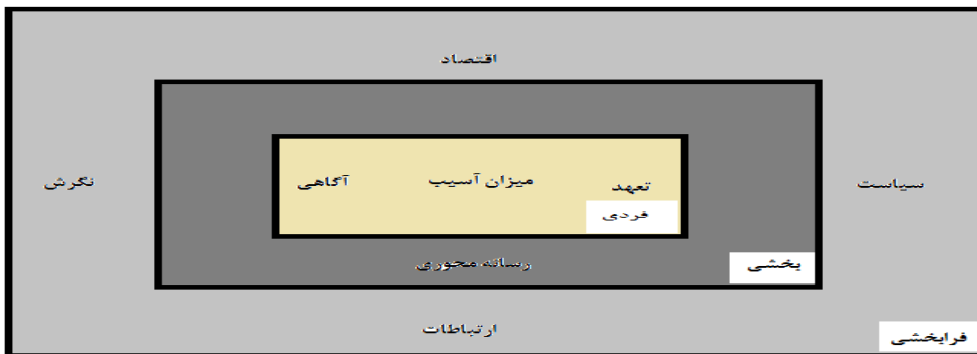 اقتصاد
سیاست
نگرش
تعهد
میزان آسیب
آگاهی
فردی
رسانه محوری
بخشی
ارتباطات
فرابخشی